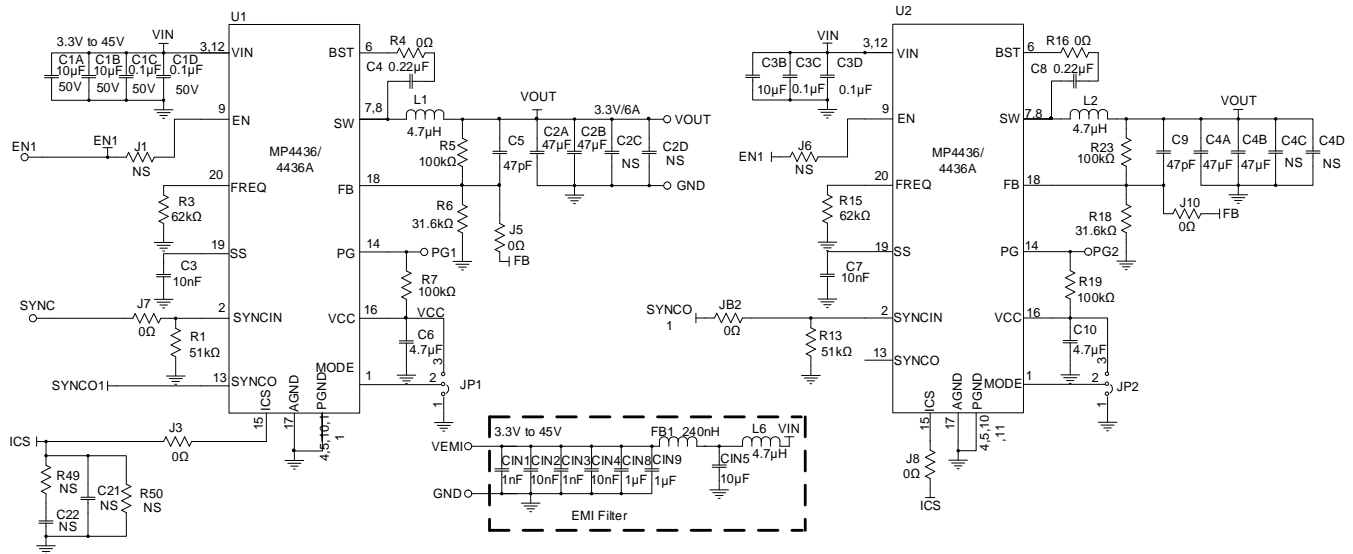 U1
3.3V to 45V
VIN
C1A C1B C1C C1D
10µF 10µF 0.1µF 0.1µF
50V 50V 50V 50V
3,12
VIN
BST
6
R4 0Ω
C4 0.22µF
9
EN
EN1
EN1
J1
NS
7,8
SW
L1
4.7µH
VOUT
3.3V/6A
VOUT
MP4436/
4436A
R5
100kΩ
C5
47pF
C2A
47µF
C2B
47µF
C2C
NS
C2D
NS
GND
20
FREQ
R3
62kΩ
FB
18
R6
31.6kΩ
J5
0Ω
FB
19
SS
C3
10nF
PG
14
PG1
R7
100kΩ
SYNC
J7
0Ω
2
SYNCIN
R1
51kΩ
VCC
16
VCC
C6
4.7µF
SYNCO1
13
SYNCO
MODE
1
3
2
1
JP1
ICS
AGND
PGND
15
17
4,5,10,1
1
ICS
J3
0Ω
R49
NS
C22
NS
C21
NS
R50
NS
VEMI
3.3V to 45V
FB1 240nH
L6
4.7µH
VIN
CIN1
1nF
CIN2
10nF
CIN3
1nF
CIN4
10nF
CIN8
1µF
CIN9
1µF
CIN5
10µF
GND
EMI Filter
U2
VIN
C3B
10µF
C3C
0.1µF
C3D
0.1µF
3,12
VIN
BST
6
R16 0Ω
C8 0.22µF
9
EN
EN1
J6
NS
7,8
SW
L2
4.7µH
VOUT
MP4436/
4436A
R23
100kΩ
C9
47pF
C4A
47µF
C4B
47µF
C4C
NS
C4D
NS
20
FREQ
R15
62kΩ
FB
18
R18
31.6kΩ
J10
0Ω
FB
19
SS
C7
10nF
PG
14
PG2
R19
100kΩ
SYNCO
1
JB2
0Ω
2
SYNCIN
R13
51kΩ
VCC
16
C10
4.7µF
13
SYNCO
MODE
1
3
2
1
JP2
ICS
AGND
PGND
15
17
4,5,10
,11
J8
0Ω
ICS